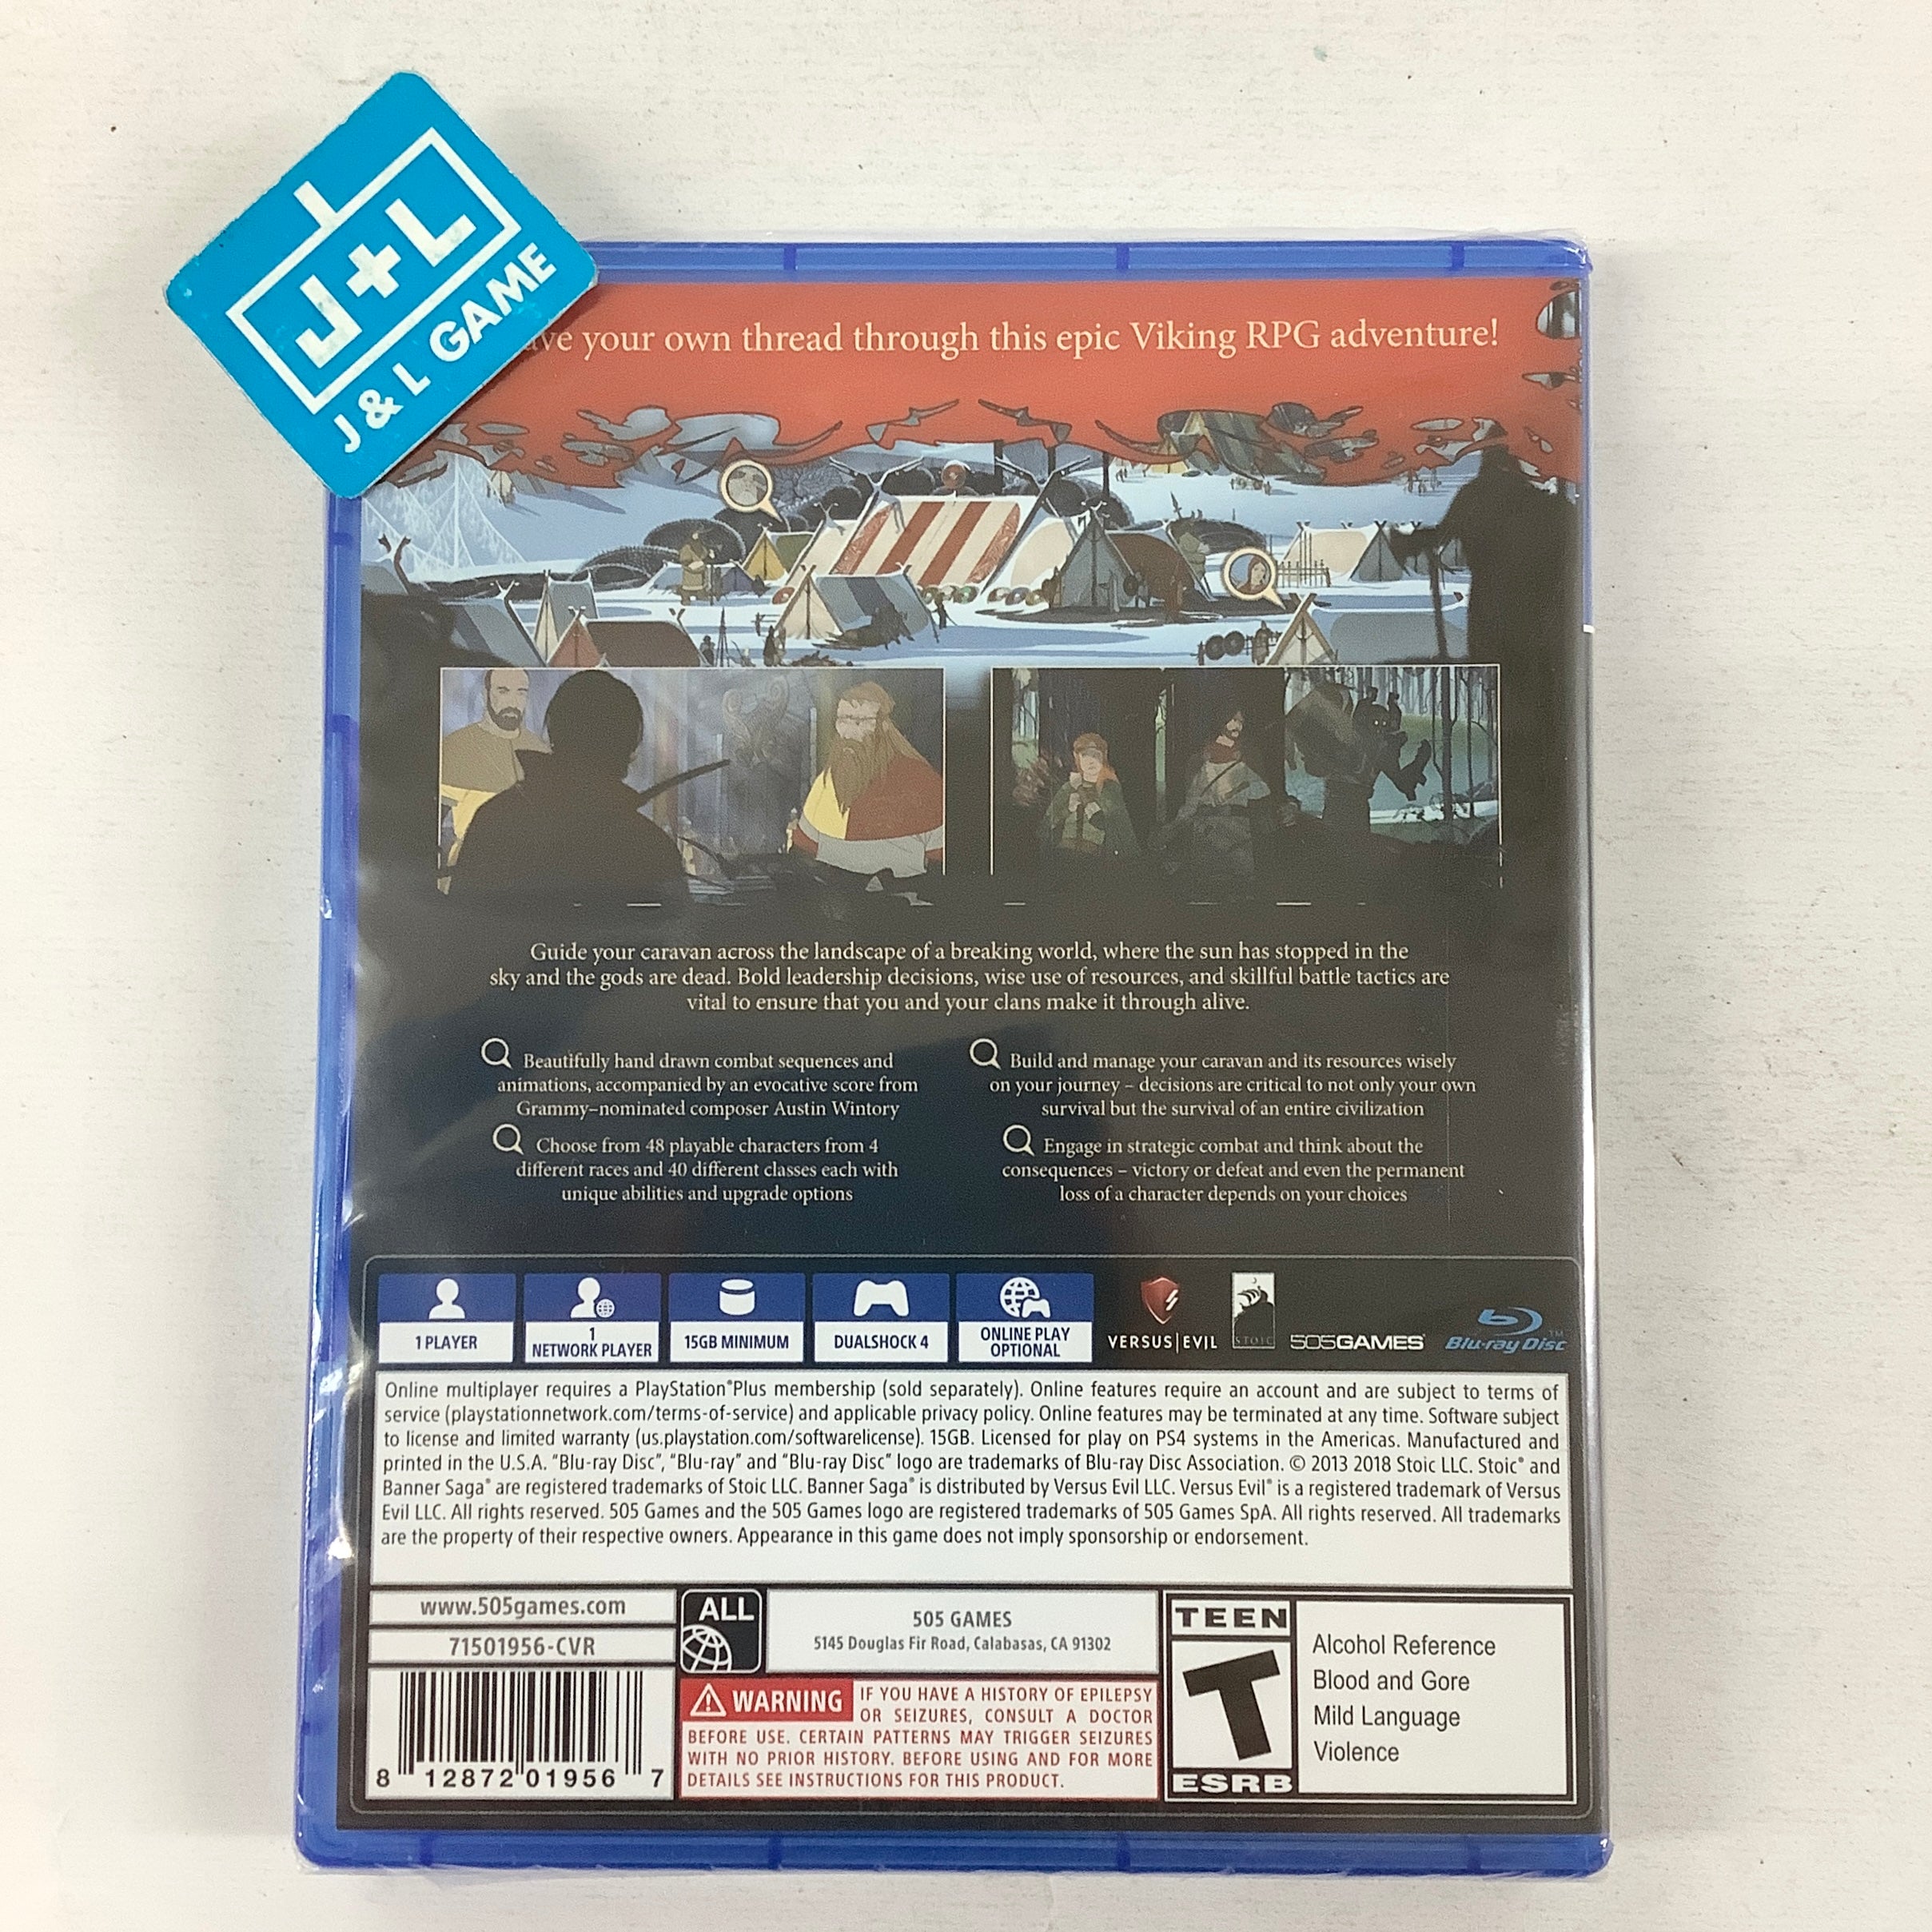 J+L
J & L GAME
your own thread through this epic Viking RPG adventure!
Guide your caravan across the landscape of a breaking world, where the sun has stopped in the
sky and the gods are dead. Bold leadership decisions, wise use of resources, and skillful battle tactics are
vital to ensure that you and your clans make it through alive.
Beautifully hand drawn combat sequences and
animations, accompanied by an evocative score from
Grammy–nominated composer Austin Wintory
Choose from 48 playable characters from 4
different races and 40 different classes each with
unique abilities and upgrade options
Build and manage your caravan and its resources wisely
on your journey – decisions are critical to not only your own
survival but the survival of an entire civilization
Engage in strategic combat and think about the
consequences – victory or defeat and even the permanent
loss of a character depends on your choices
1 PLAYER
1
NETWORK PLAYER
15GB MINIMUM
DUALSHOCK 4
ONLINE PLAY
OPTIONAL
VERSUS|EVIL
STOIC
505GAMES
Blu-ray Disc™
Online multiplayer requires a PlayStation®Plus membership (sold separately). Online features require an account and are subject to terms of
service (playstationnetwork.com/terms-of-service) and applicable privacy policy. Online features may be terminated at any time. Software subject
to license and limited warranty (us.playstation.com/softwarelicense). 15GB. Licensed for play on PS4 systems in the Americas. Manufactured and
printed in the U.S.A. "Blu-ray Disc", "Blu-ray" and "Blu-ray Disc" logo are trademarks of Blu-ray Disc Association. © 2013 2018 Stoic LLC. Stoic® and
Banner Saga® are registered trademarks of Stoic LLC. Banner Saga® is distributed by Versus Evil LLC. Versus Evil® is a registered trademark of Versus
Evil LLC. All rights reserved. 505 Games and the 505 Games logo are registered trademarks of 505 Games SpA. All rights reserved. All trademarks
are the property of their respective owners. Appearance in this game does not imply sponsorship or endorsement.
www.505games.com
71501956-CVR
8 12872 01956 7
ALL
505 GAMES
5145 Douglas Fir Road, Calabasas, CA 91302
WARNING IF YOU HAVE A HISTORY OF EPILEPSY
OR SEIZURES, CONSULT A DOCTOR
BEFORE USE. CERTAIN PATTERNS MAY TRIGGER SEIZURES
WITH NO PRIOR HISTORY. BEFORE USING AND FOR MORE
DETAILS SEE INSTRUCTIONS FOR THIS PRODUCT.
TEEN
T
ESRB
Alcohol Reference
Blood and Gore
Mild Language
Violence